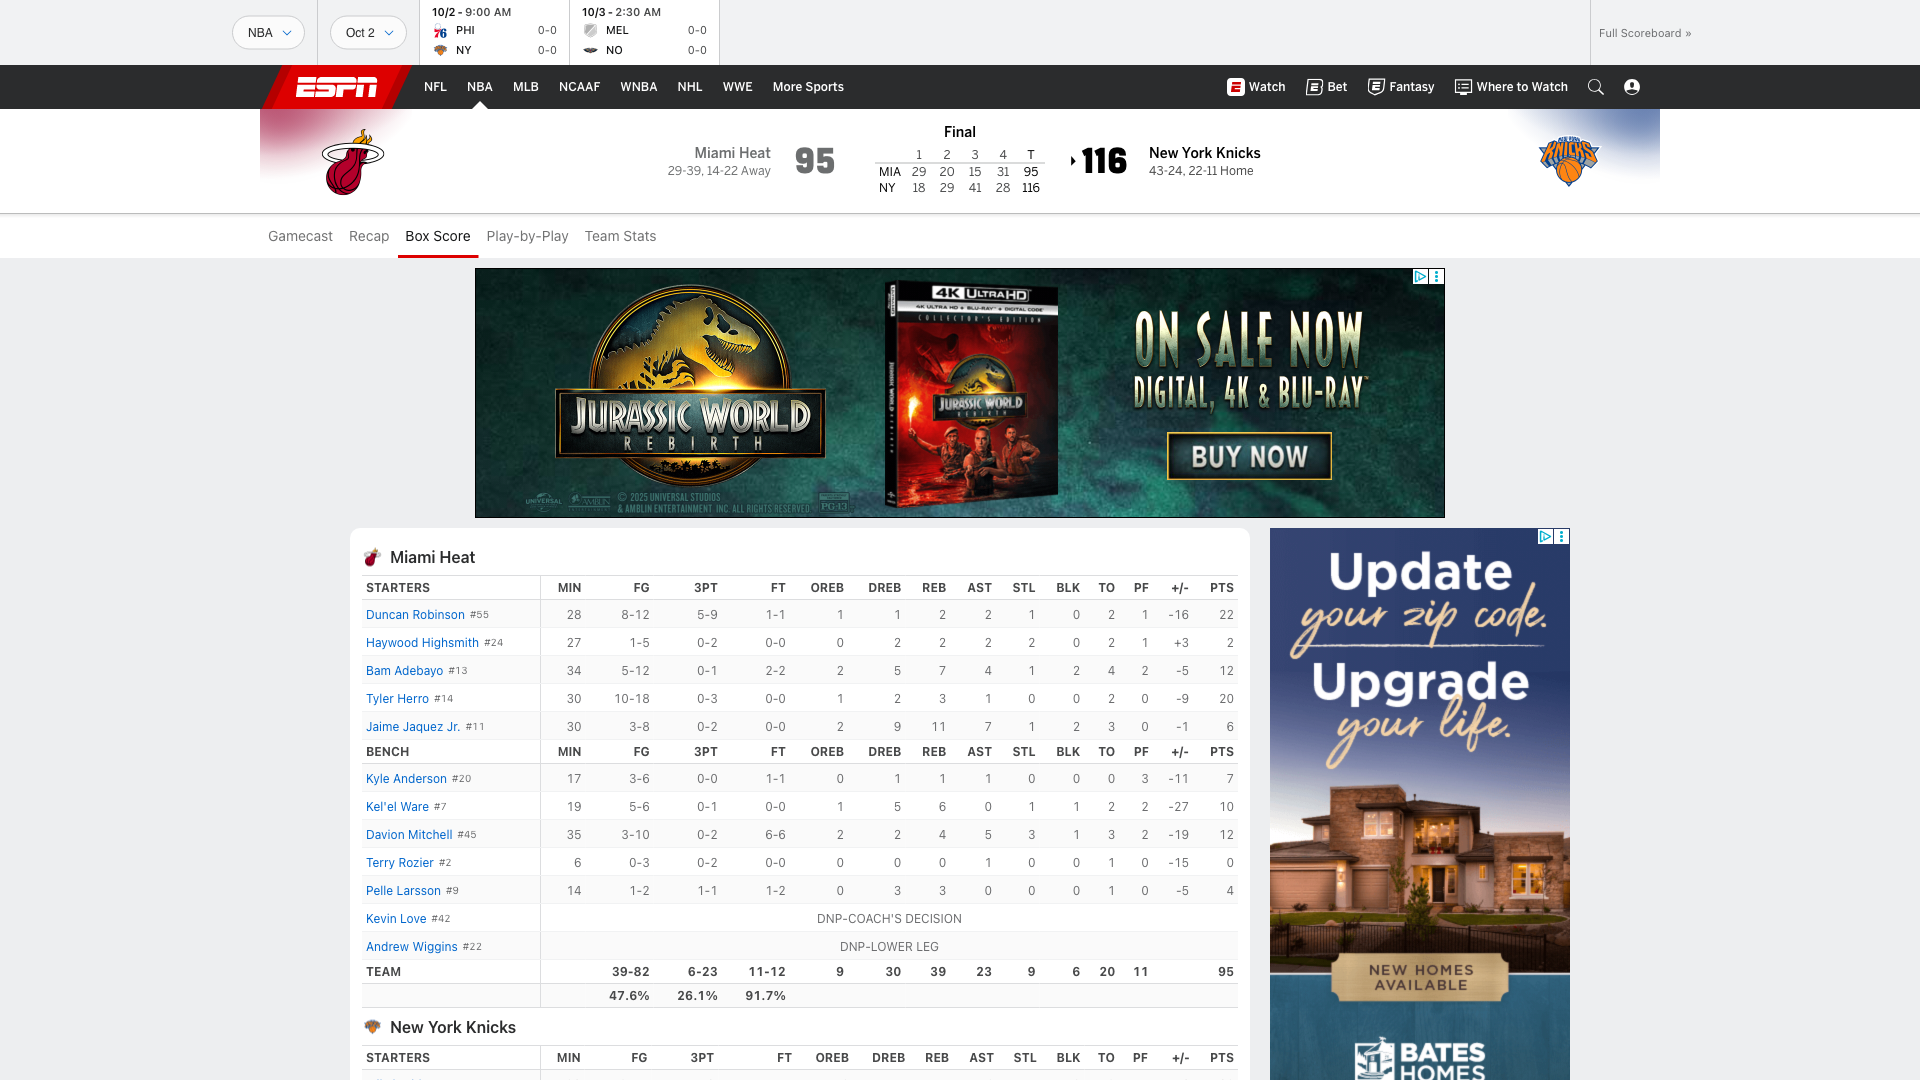 NBA
Oct 2
10/2 - 9:00 AM
PHI 0-0
NY 0-0
10/3 - 2:30 AM
MEL 0-0
NO 0-0
Full Scoreboard »
ESPN
NFL NBA MLB NCAAF WNBA NHL WWE More Sports
Watch Bet Fantasy Where to Watch
Miami Heat
29-39, 14-22 Away
95
Final
1 2 3 4 T
MIA 29 20 15 31 95
NY 18 29 41 28 116
116
New York Knicks
43-24, 22-11 Home
NEW YORK
KNICKS
Gamecast Recap Box Score Play-by-Play Team Stats
JURASSIC WORLD
REBIRTH
UNIVERSAL AMBLIN © 2025 UNIVERSAL STUDIOS
& AMBLIN ENTERTAINMENT INC. ALL RIGHTS RESERVED PG-13
4K ULTRA HD
4K ULTRA HD + BLU-RAY + DIGITAL CODE
COLLECTOR'S EDITION
JURASSIC WORLD
REBIRTH
ON SALE NOW
DIGITAL, 4K & BLU-RAY™
BUY NOW
Miami Heat
STARTERS MIN FG 3PT FT OREB DREB REB AST STL BLK TO PF +/- PTS
Duncan Robinson #55 28 8-12 5-9 1-1 1 1 2 2 1 0 2 1 -16 22
Haywood Highsmith #24 27 1-5 0-2 0-0 0 2 2 2 2 0 2 1 +3 2
Bam Adebayo #13 34 5-12 0-1 2-2 2 5 7 4 1 2 4 2 -5 12
Tyler Herro #14 30 10-18 0-3 0-0 1 2 3 1 0 0 2 0 -9 20
Jaime Jaquez Jr. #11 30 3-8 0-2 0-0 2 9 11 7 1 2 3 0 -1 6
BENCH MIN FG 3PT FT OREB DREB REB AST STL BLK TO PF +/- PTS
Kyle Anderson #20 17 3-6 0-0 1-1 0 1 1 1 0 0 0 3 -11 7
Kel'el Ware #7 19 5-6 0-1 0-0 1 5 6 0 1 1 2 2 -27 10
Davion Mitchell #45 35 3-10 0-2 6-6 2 2 4 5 3 1 3 2 -19 12
Terry Rozier #2 6 0-3 0-2 0-0 0 0 0 1 0 0 1 0 -15 0
Pelle Larsson #9 14 1-2 1-1 1-2 0 3 3 0 0 0 1 0 -5 4
Kevin Love #42 DNP-COACH'S DECISION
Andrew Wiggins #22 DNP-LOWER LEG
TEAM 39-82 6-23 11-12 9 30 39 23 9 6 20 11 95
47.6% 26.1% 91.7%
New York Knicks
STARTERS MIN FG 3PT FT OREB DREB REB AST STL BLK TO PF +/- PTS
Update
your zip code.
Upgrade
your life.
NEW HOMES
AVAILABLE
BATES
HOMES